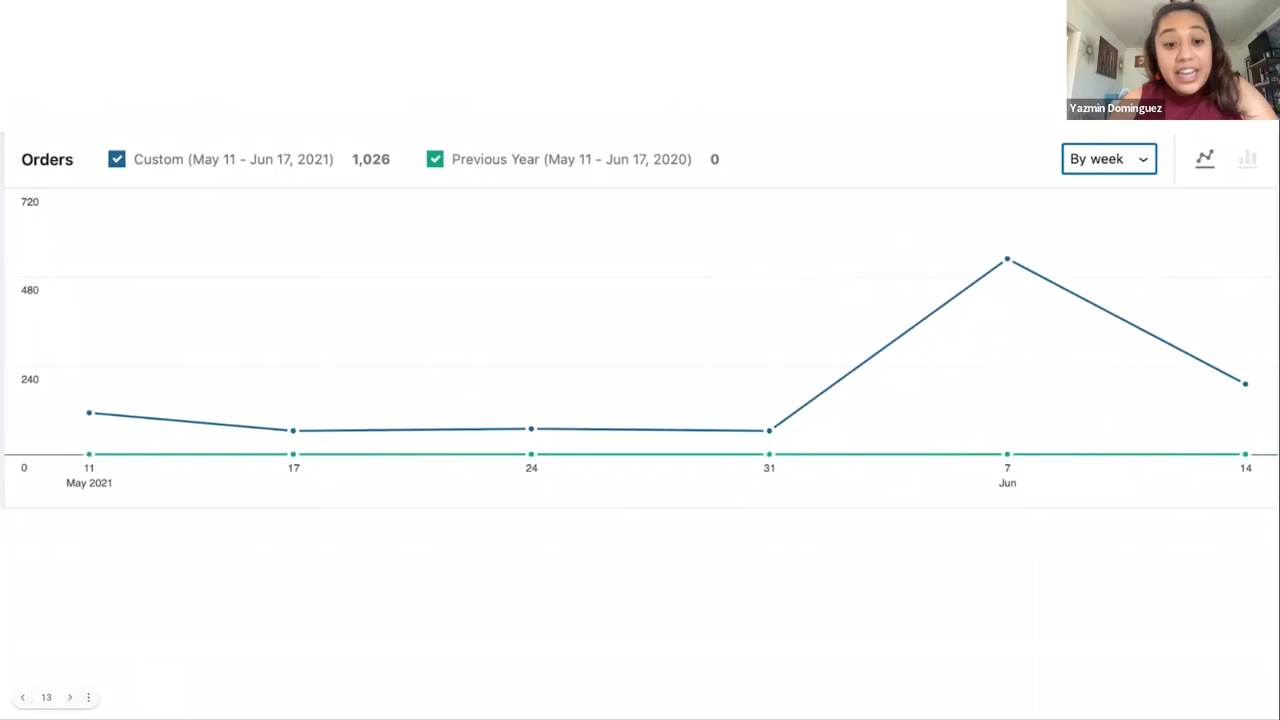 Yazmin Dominguez
Orders Custom (May 11 - Jun 17, 2021) 1,026 Previous Year (May 11 - Jun 17, 2020) 0 By week
720
480
240
0 11 17 24 31 7 14
May 2021 Jun
13